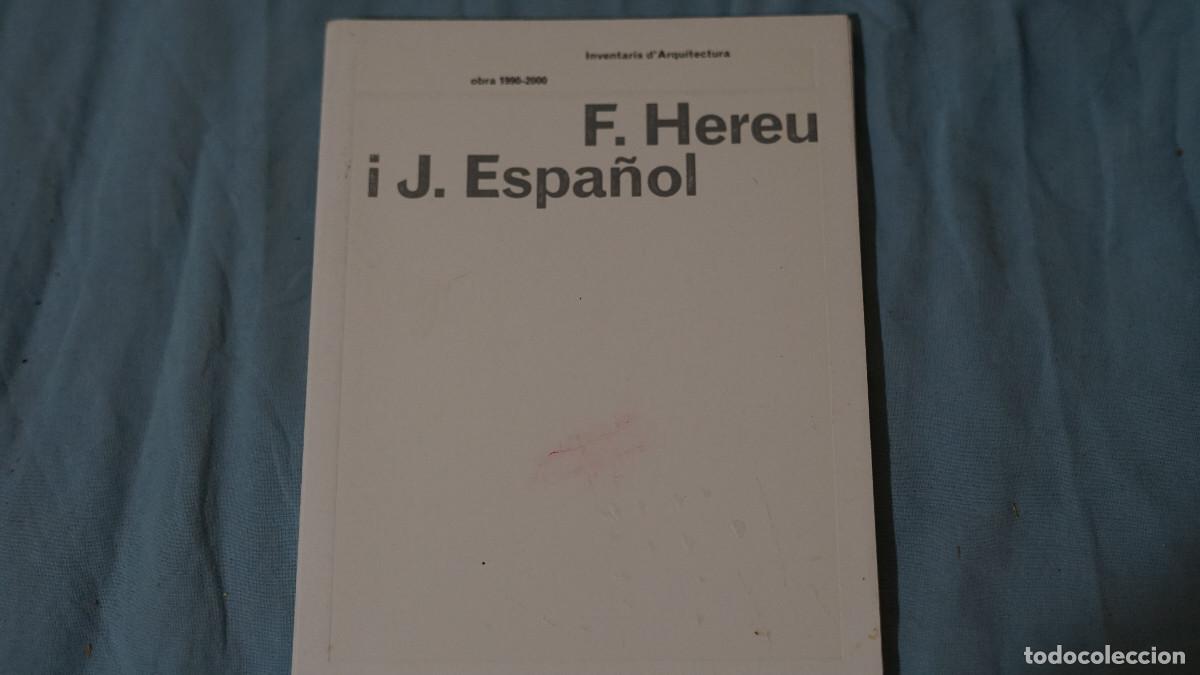 Inventaris d'Arquitectura
obra 1990-2000
F. Hereu
i J. Español
todocoleccion